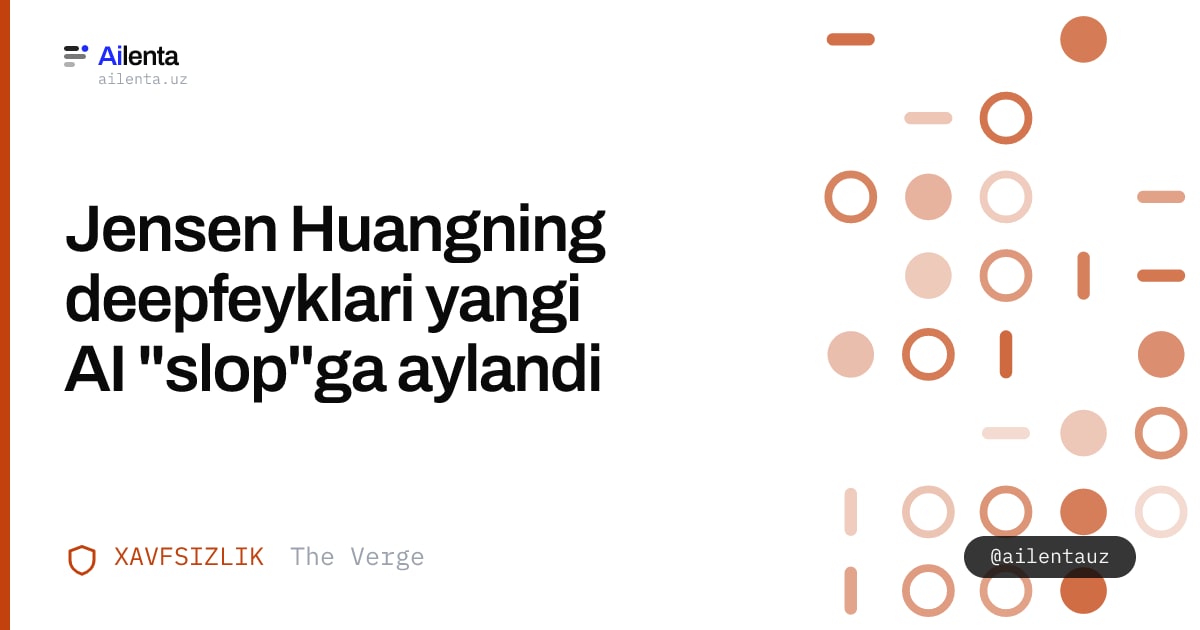 Ailenta
ailenta.uz
Jensen Huangning
deepfeyklari yangi
AI "slop"ga aylandi
XAVFSIZLIK The Verge
@ailentauz